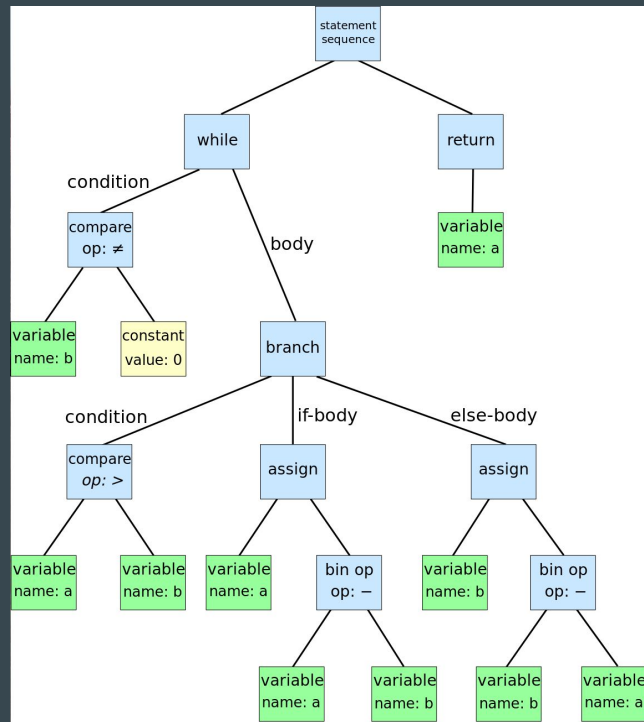 statement
sequence
while
return
condition
compare
op: ≠
body
variable
name: a
variable
name: b
constant
value: 0
branch
condition
if-body
else-body
compare
op: >
assign
assign
variable
name: a
variable
name: b
variable
name: a
bin op
op: −
variable
name: b
bin op
op: −
variable
name: a
variable
name: b
variable
name: b
variable
name: a